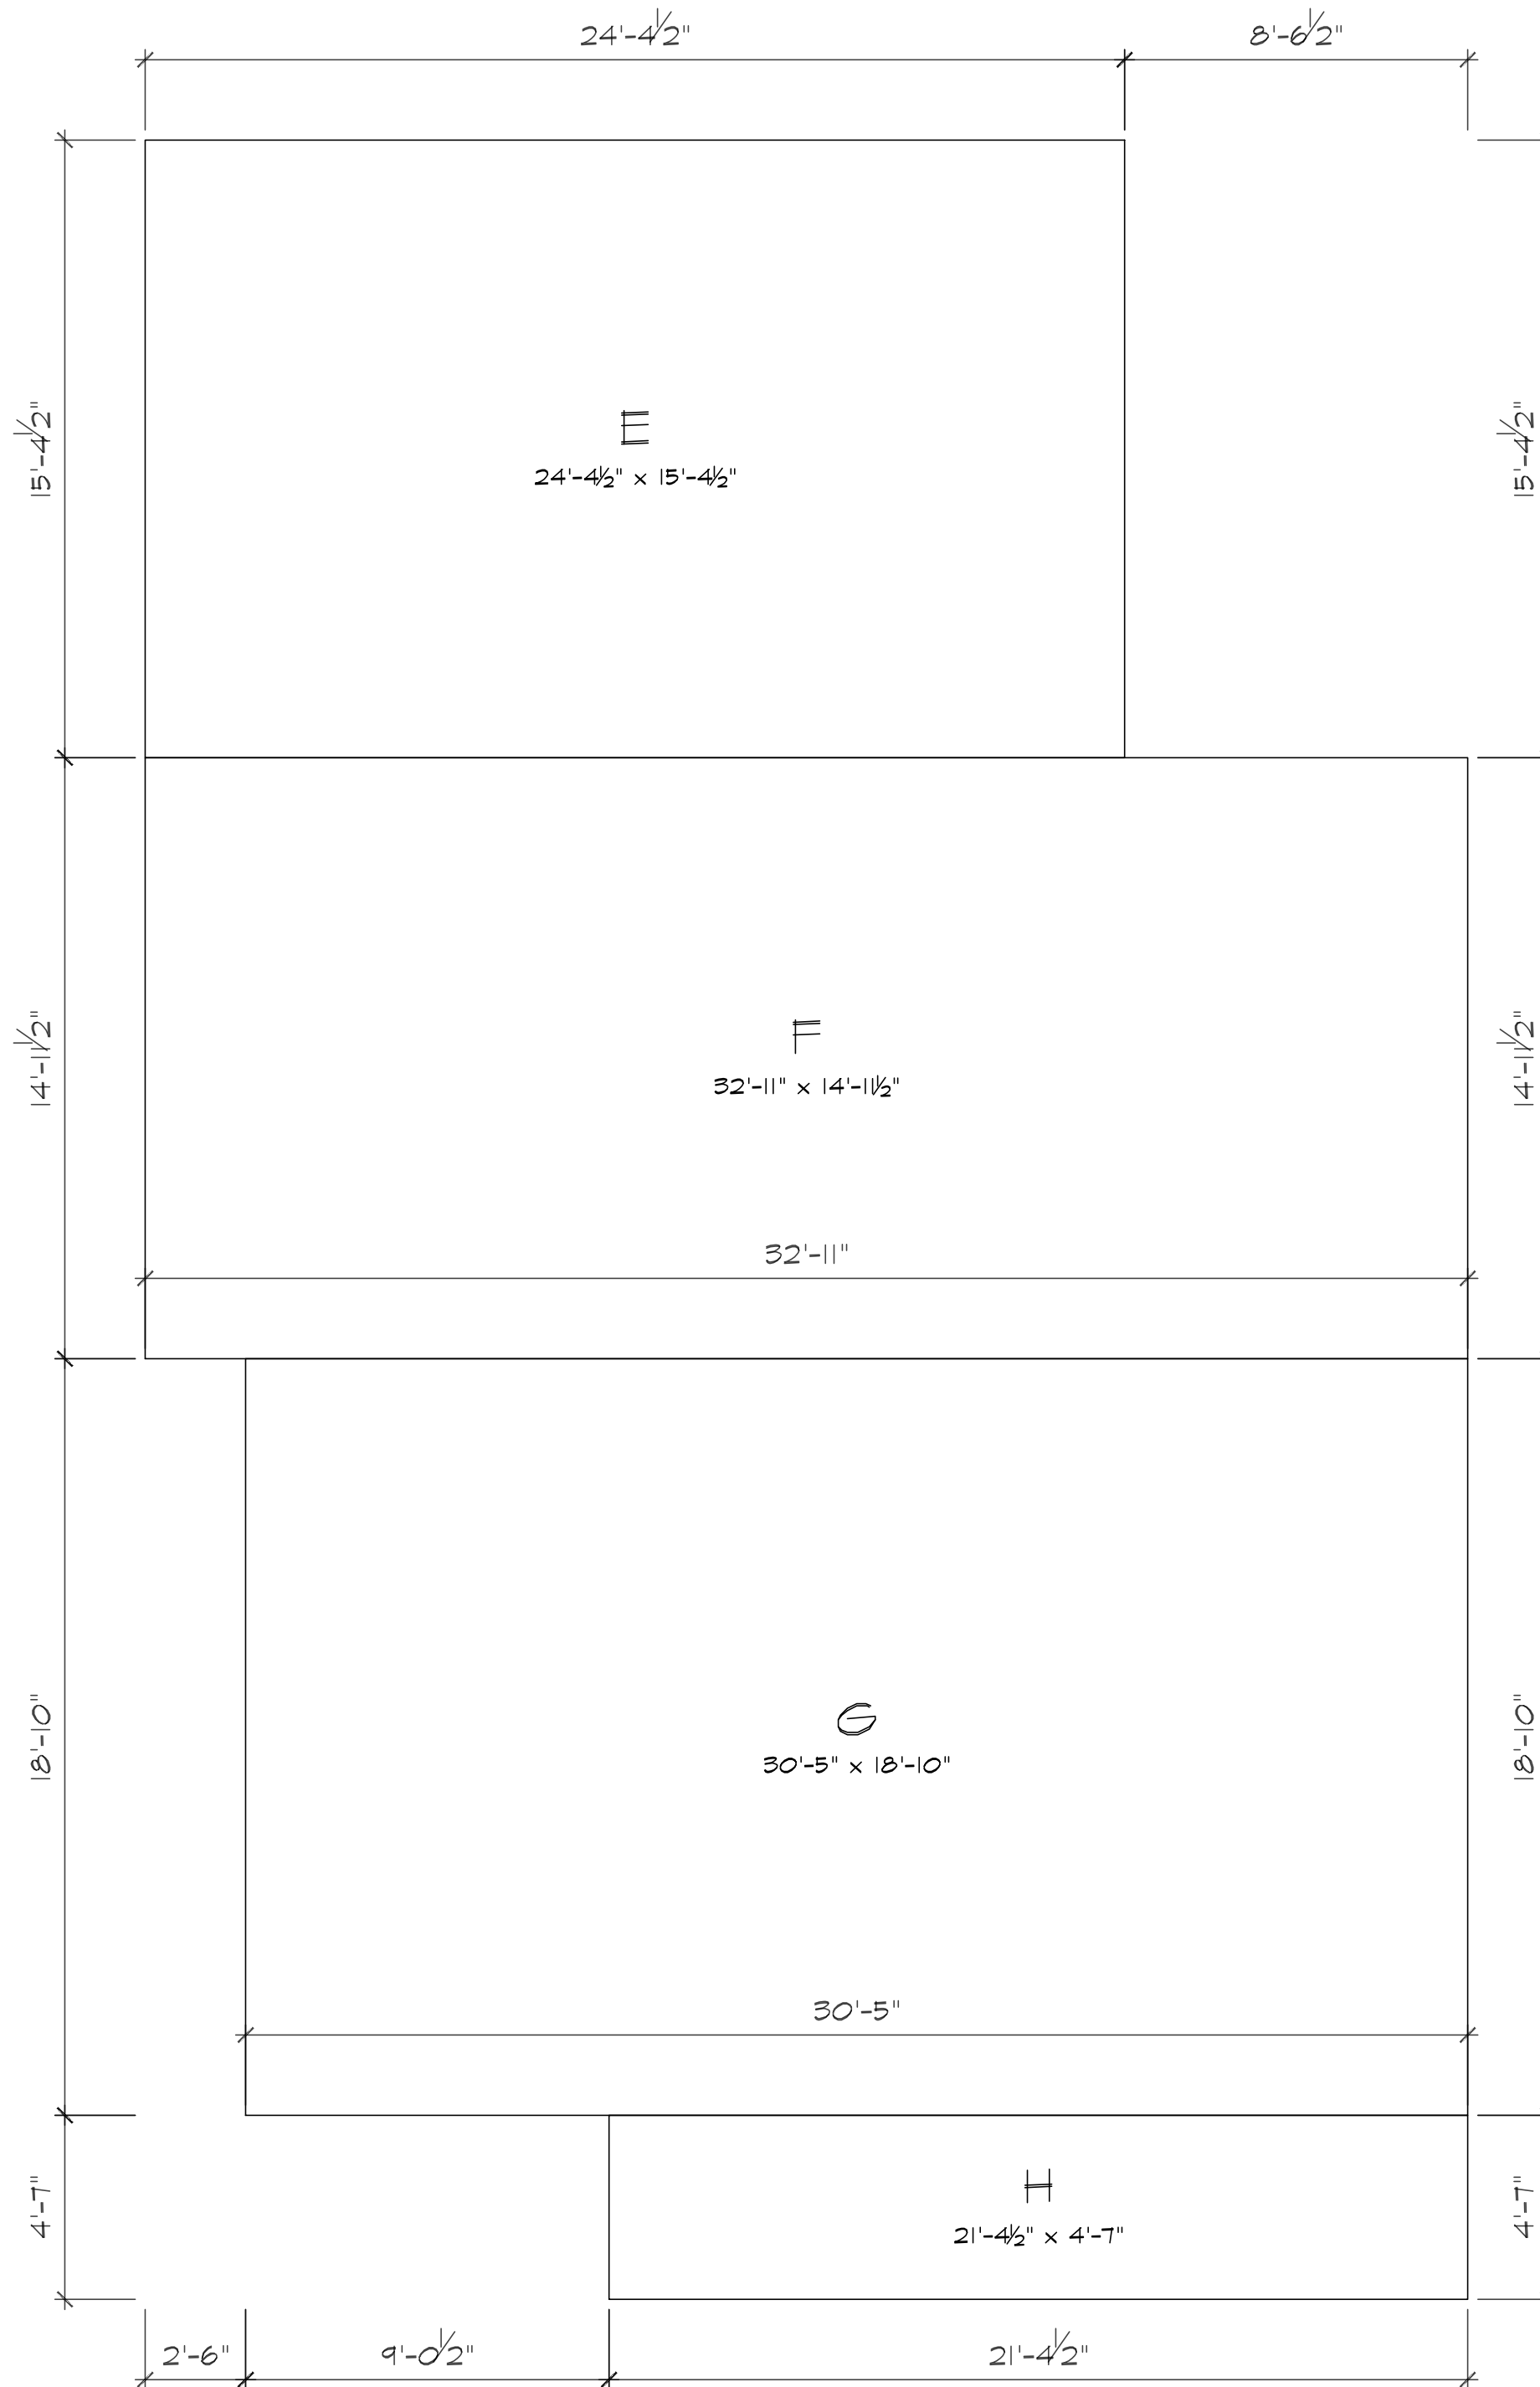 24'-4½" 8'-6½"
15'-4½" 15'-4½"
E
24'-4½" x 15'-4½"
14'-11½" 14'-11½"
F
32'-11" x 14'-11½"
32'-11"
18'-10" 18'-10"
G
30'-5" x 18'-10"
30'-5"
4'-7" 4'-7"
H
21'-4½" x 4'-7"
2'-6" 9'-0½" 21'-4½"